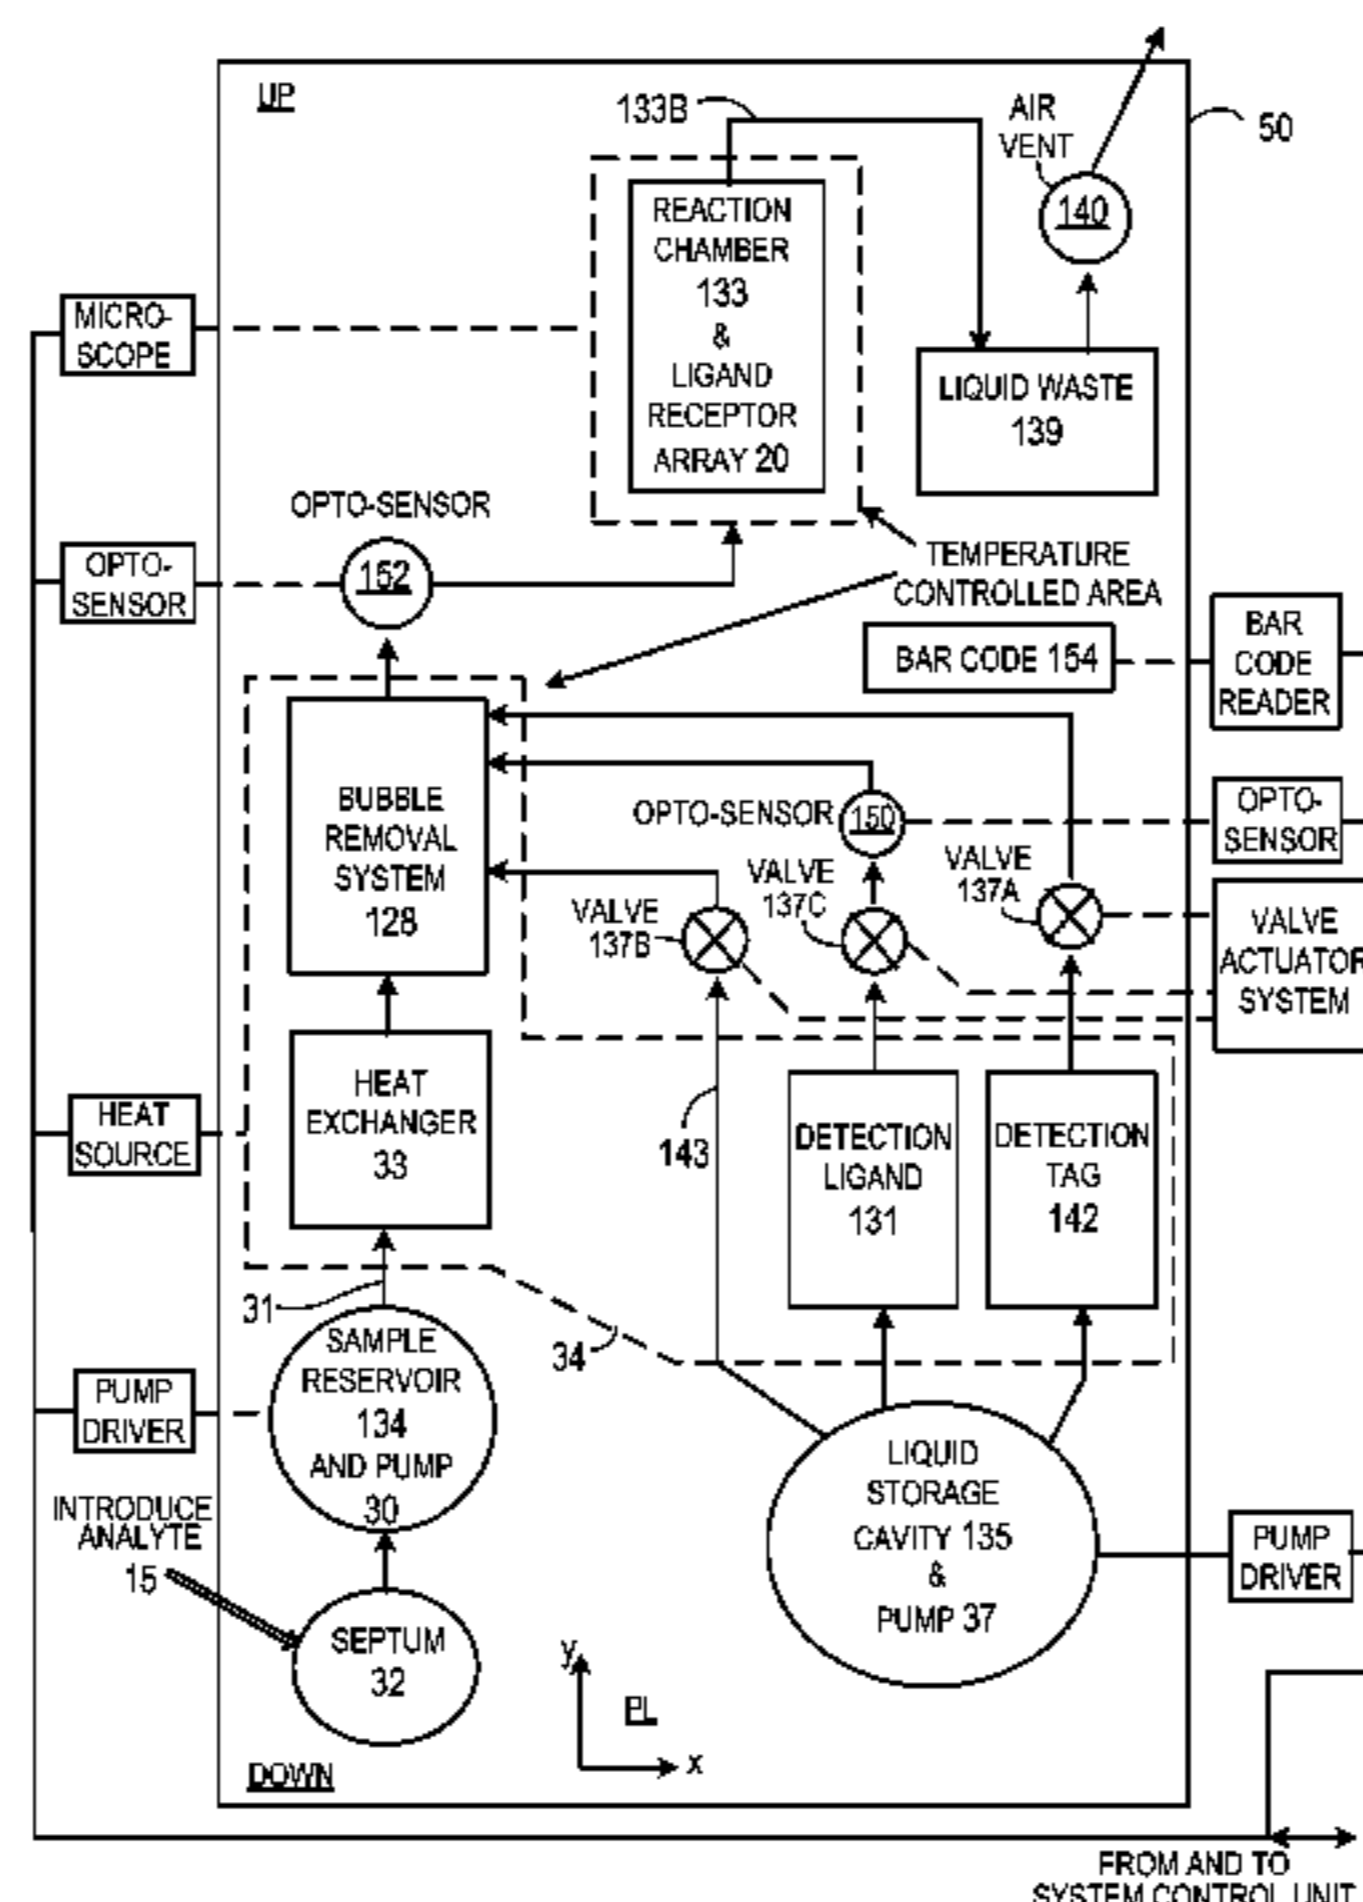 UP
133B
AIR
VENT
50
140
REACTION
CHAMBER
133
&
LIGAND
RECEPTOR
ARRAY 20
MICRO-
SCOPE
LIQUID WASTE
139
OPTO-SENSOR
152
OPTO-
SENSOR
TEMPERATURE
CONTROLLED AREA
BAR CODE 154
BAR
CODE
READER
BUBBLE
REMOVAL
SYSTEM
128
OPTO-SENSOR
150
OPTO-
SENSOR
VALVE
137B
VALVE
137C
VALVE
137A
VALVE
ACTUATOR
SYSTEM
HEAT
EXCHANGER
33
HEAT
SOURCE
143
DETECTION
LIGAND
131
DETECTION
TAG
142
31
34
SAMPLE
RESERVOIR
134
AND PUMP
30
PUMP
DRIVER
LIQUID
STORAGE
CAVITY 135
&
PUMP 37
PUMP
DRIVER
INTRODUCE
ANALYTE
15
SEPTUM
32
y
PL
x
DOWN
FROM AND TO
SYSTEM CONTROL UNIT